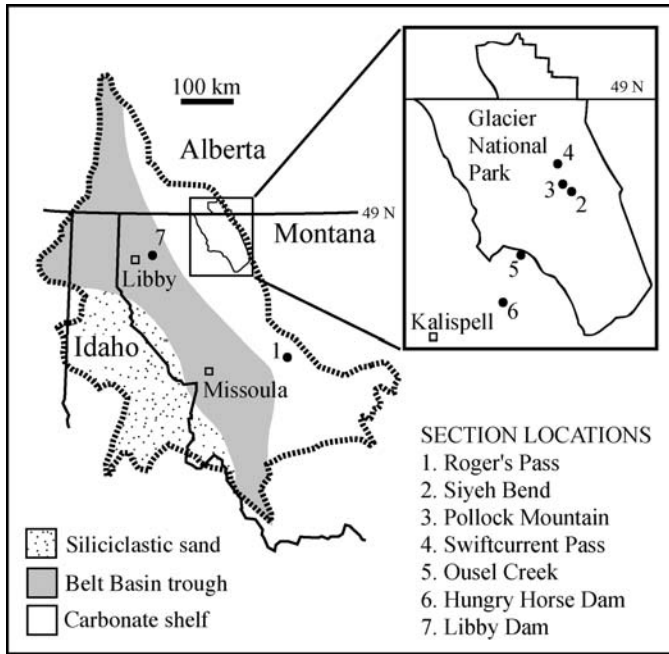 100 km
Alberta
49 N
Montana
7
Libby
Idaho
1
Missoula
49 N
Glacier
National
Park
4
3
2
5
6
Kalispell
Siliciclastic sand
Belt Basin trough
Carbonate shelf
SECTION LOCATIONS
1. Roger's Pass
2. Siyeh Bend
3. Pollock Mountain
4. Swiftcurrent Pass
5. Ousel Creek
6. Hungry Horse Dam
7. Libby Dam